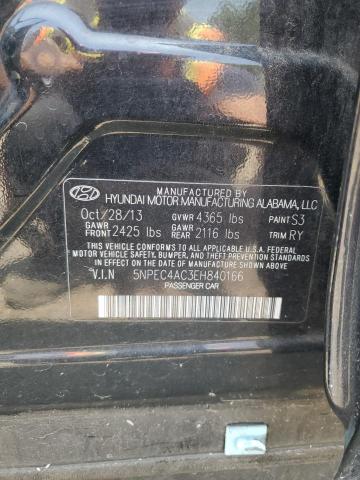 MANUFACTURED BY
HYUNDAI MOTOR MANUFACTURING ALABAMA, LLC
Oct/28/13 GVWR 4365 lbs PAINT S3
GAWR FRONT 2425 lbs GAWR REAR 2116 lbs TRIM RY
THIS VEHICLE CONFORMS TO ALL APPLICABLE U.S. FEDERAL
MOTOR VEHICLE SAFETY, BUMPER, AND THEFT PREVENTION STANDARDS
IN EFFECT ON THE DATE OF MANUFACTURE SHOWN ABOVE.
V.I.N 5NPEC4AC3EH840166
PASSENGER CAR